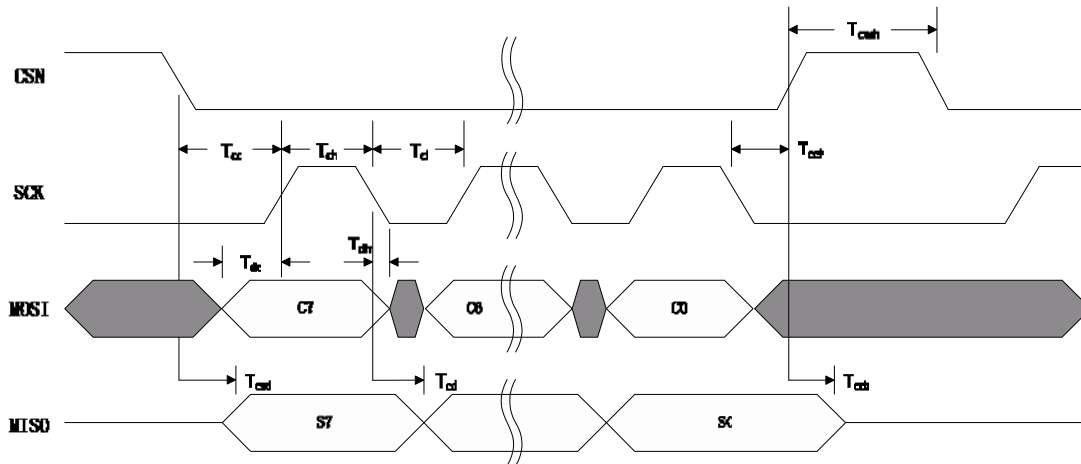 Tcwh
CSN
Tcc Tch Tcl Tcch
SCK
Tdc Tdh
MOSI C7 C6 C0
Tcsd Tcd Tcdz
MISO S7 S0